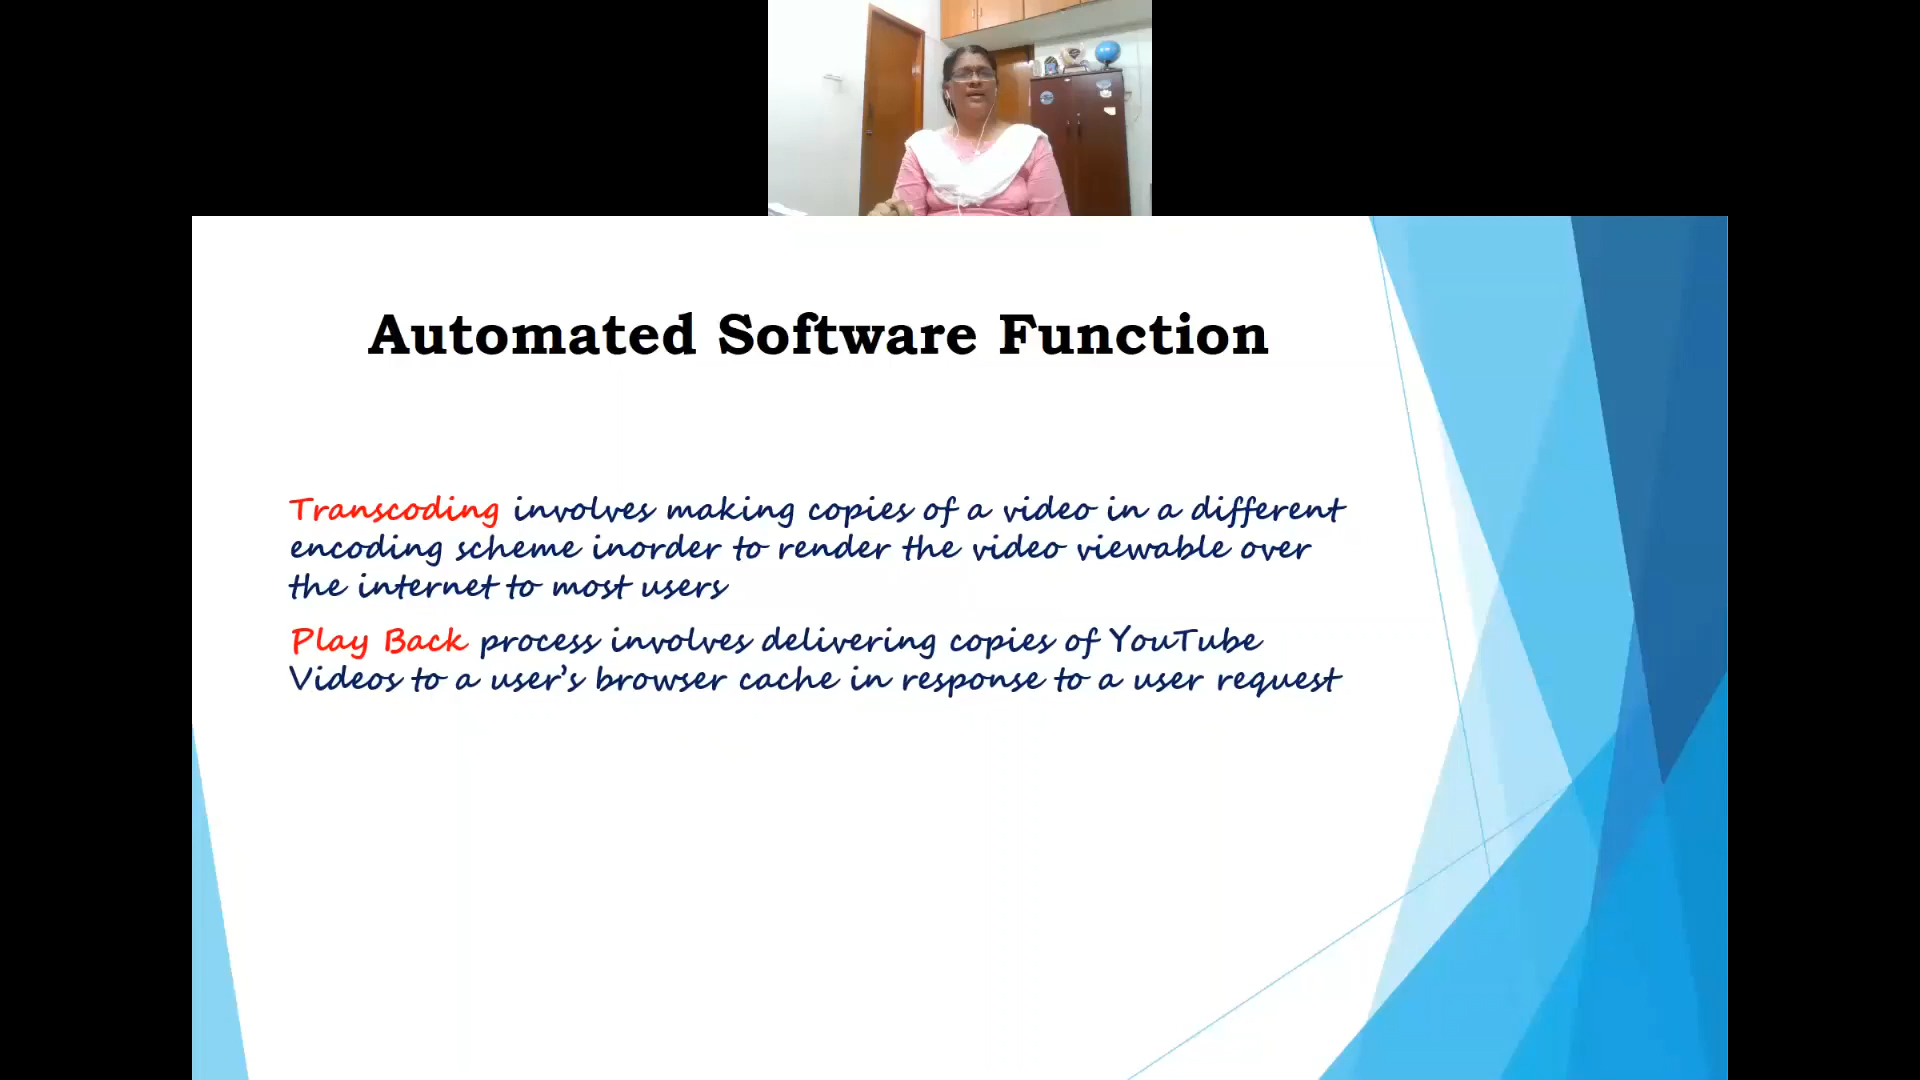 Automated Software Function
Transcoding involves making copies of a video in a different
encoding scheme inorder to render the video viewable over
the internet to most users
Play Back process involves delivering copies of YouTube
Videos to a user's browser cache in response to a user request